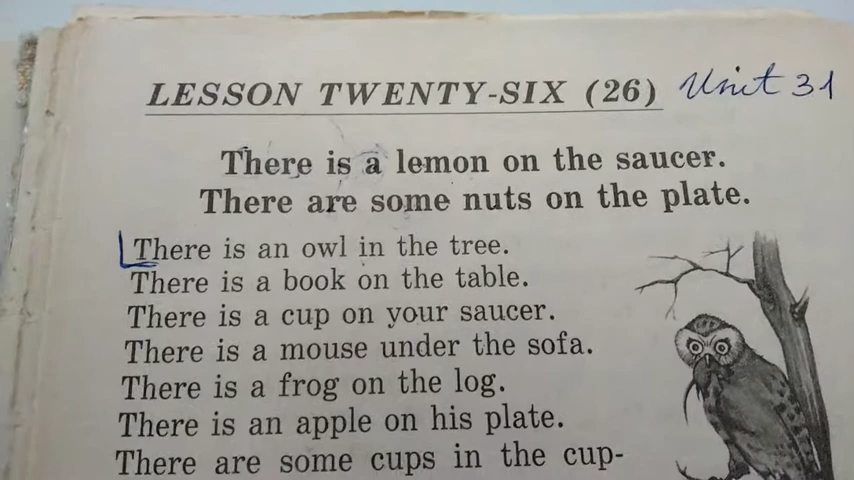 LESSON TWENTY-SIX (26) Unit 31
There is a lemon on the saucer.
There are some nuts on the plate.
There is an owl in the tree.
There is a book on the table.
There is a cup on your saucer.
There is a mouse under the sofa.
There is a frog on the log.
There is an apple on his plate.
There are some cups in the cup-